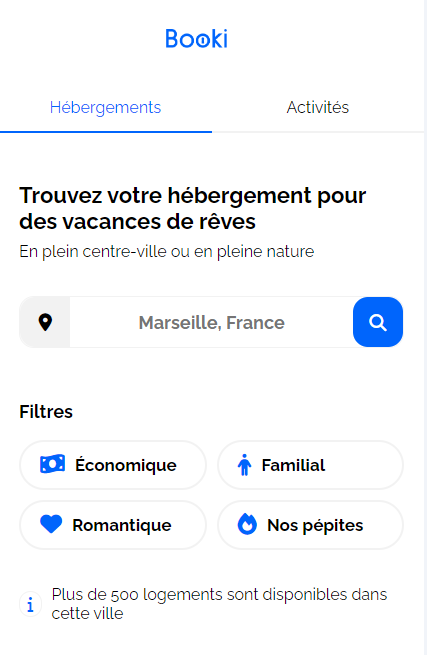 Booki
Hébergements
Activités
Trouvez votre hébergement pour
des vacances de rêves
En plein centre-ville ou en pleine nature
Marseille, France
Filtres
Économique
Familial
Romantique
Nos pépites
Plus de 500 logements sont disponibles dans
cette ville